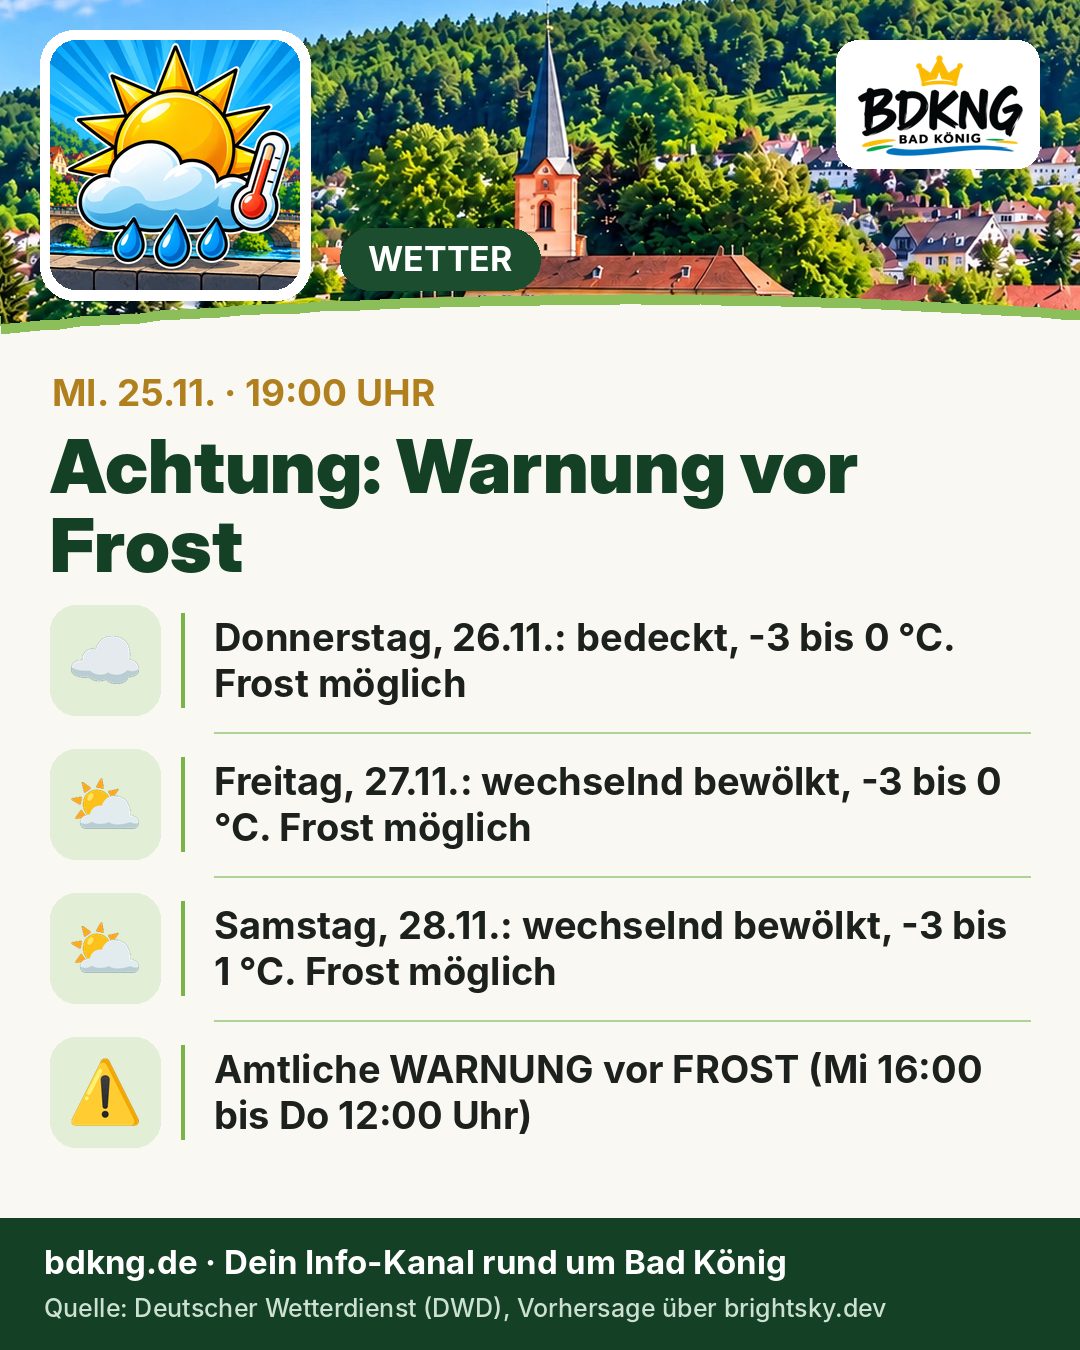 BDKNG
BAD KÖNIG
WETTER
MI. 25.11. · 19:00 UHR
Achtung: Warnung vor
Frost
Donnerstag, 26.11.: bedeckt, -3 bis 0 °C.
Frost möglich
Freitag, 27.11.: wechselnd bewölkt, -3 bis 0
°C. Frost möglich
Samstag, 28.11.: wechselnd bewölkt, -3 bis
1 °C. Frost möglich
Amtliche WARNUNG vor FROST (Mi 16:00
bis Do 12:00 Uhr)
bdkng.de · Dein Info-Kanal rund um Bad König
Quelle: Deutscher Wetterdienst (DWD), Vorhersage über brightsky.dev